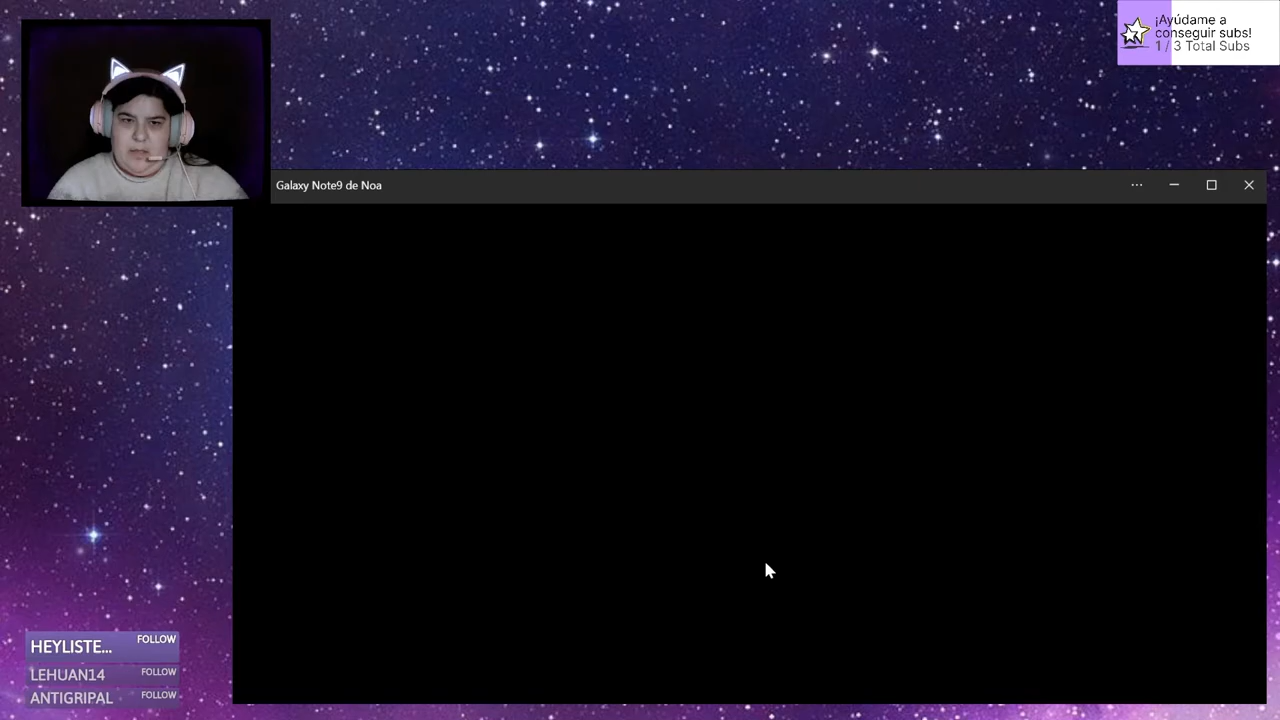 ¡Ayúdame a
conseguir subs!
1 / 3 Total Subs
Galaxy Note9 de Noa
HEYLISTE... FOLLOW
LEHUAN14 FOLLOW
ANTIGRIPAL FOLLOW